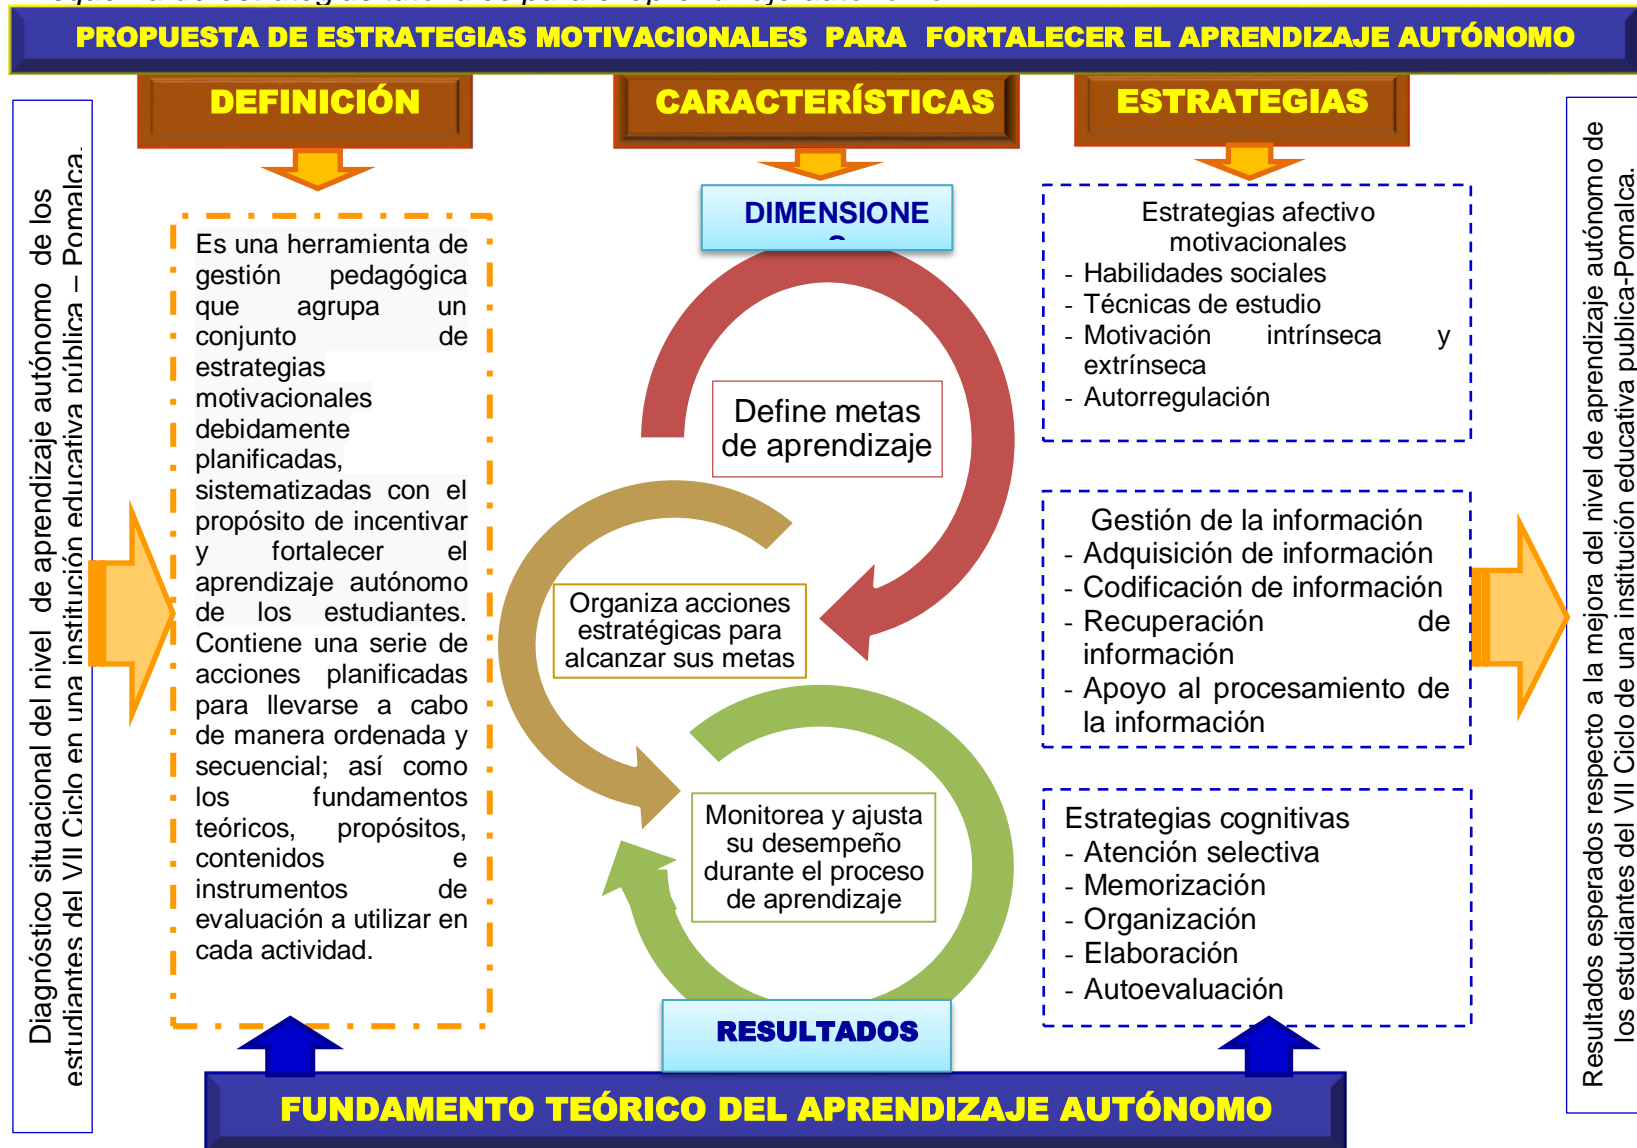 PROPUESTA DE ESTRATEGIAS MOTIVACIONALES PARA FORTALECER EL APRENDIZAJE AUTÓNOMO
DEFINICIÓN
CARACTERÍSTICAS
ESTRATEGIAS
Diagnóstico situacional del nivel de aprendizaje autónomo de los
estudiantes del VII Ciclo en una institución educativa pública – Pomalca.
Es una herramienta de
gestión pedagógica
que agrupa un
conjunto de
estrategias
motivacionales
debidamente
planificadas,
sistematizadas con el
propósito de incentivar
y fortalecer el
aprendizaje autónomo
de los estudiantes.
Contiene una serie de
acciones planificadas
para llevarse a cabo
de manera ordenada y
secuencial; así como
los fundamentos
teóricos, propósitos,
contenidos e
instrumentos de
evaluación a utilizar en
cada actividad.
DIMENSIONE
Define metas
de aprendizaje
Organiza acciones
estratégicas para
alcanzar sus metas
Monitorea y ajusta
su desempeño
durante el proceso
de aprendizaje
RESULTADOS
Estrategias afectivo
motivacionales
- Habilidades sociales
- Técnicas de estudio
- Motivación intrínseca y
extrínseca
- Autorregulación
Gestión de la información
- Adquisición de información
- Codificación de información
- Recuperación de
información
- Apoyo al procesamiento de
la información
Estrategias cognitivas
- Atención selectiva
- Memorización
- Organización
- Elaboración
- Autoevaluación
Resultados esperados respecto a la mejora del nivel de aprendizaje autónomo de
los estudiantes del VII Ciclo de una institución educativa publica-Pomalca.
FUNDAMENTO TEÓRICO DEL APRENDIZAJE AUTÓNOMO